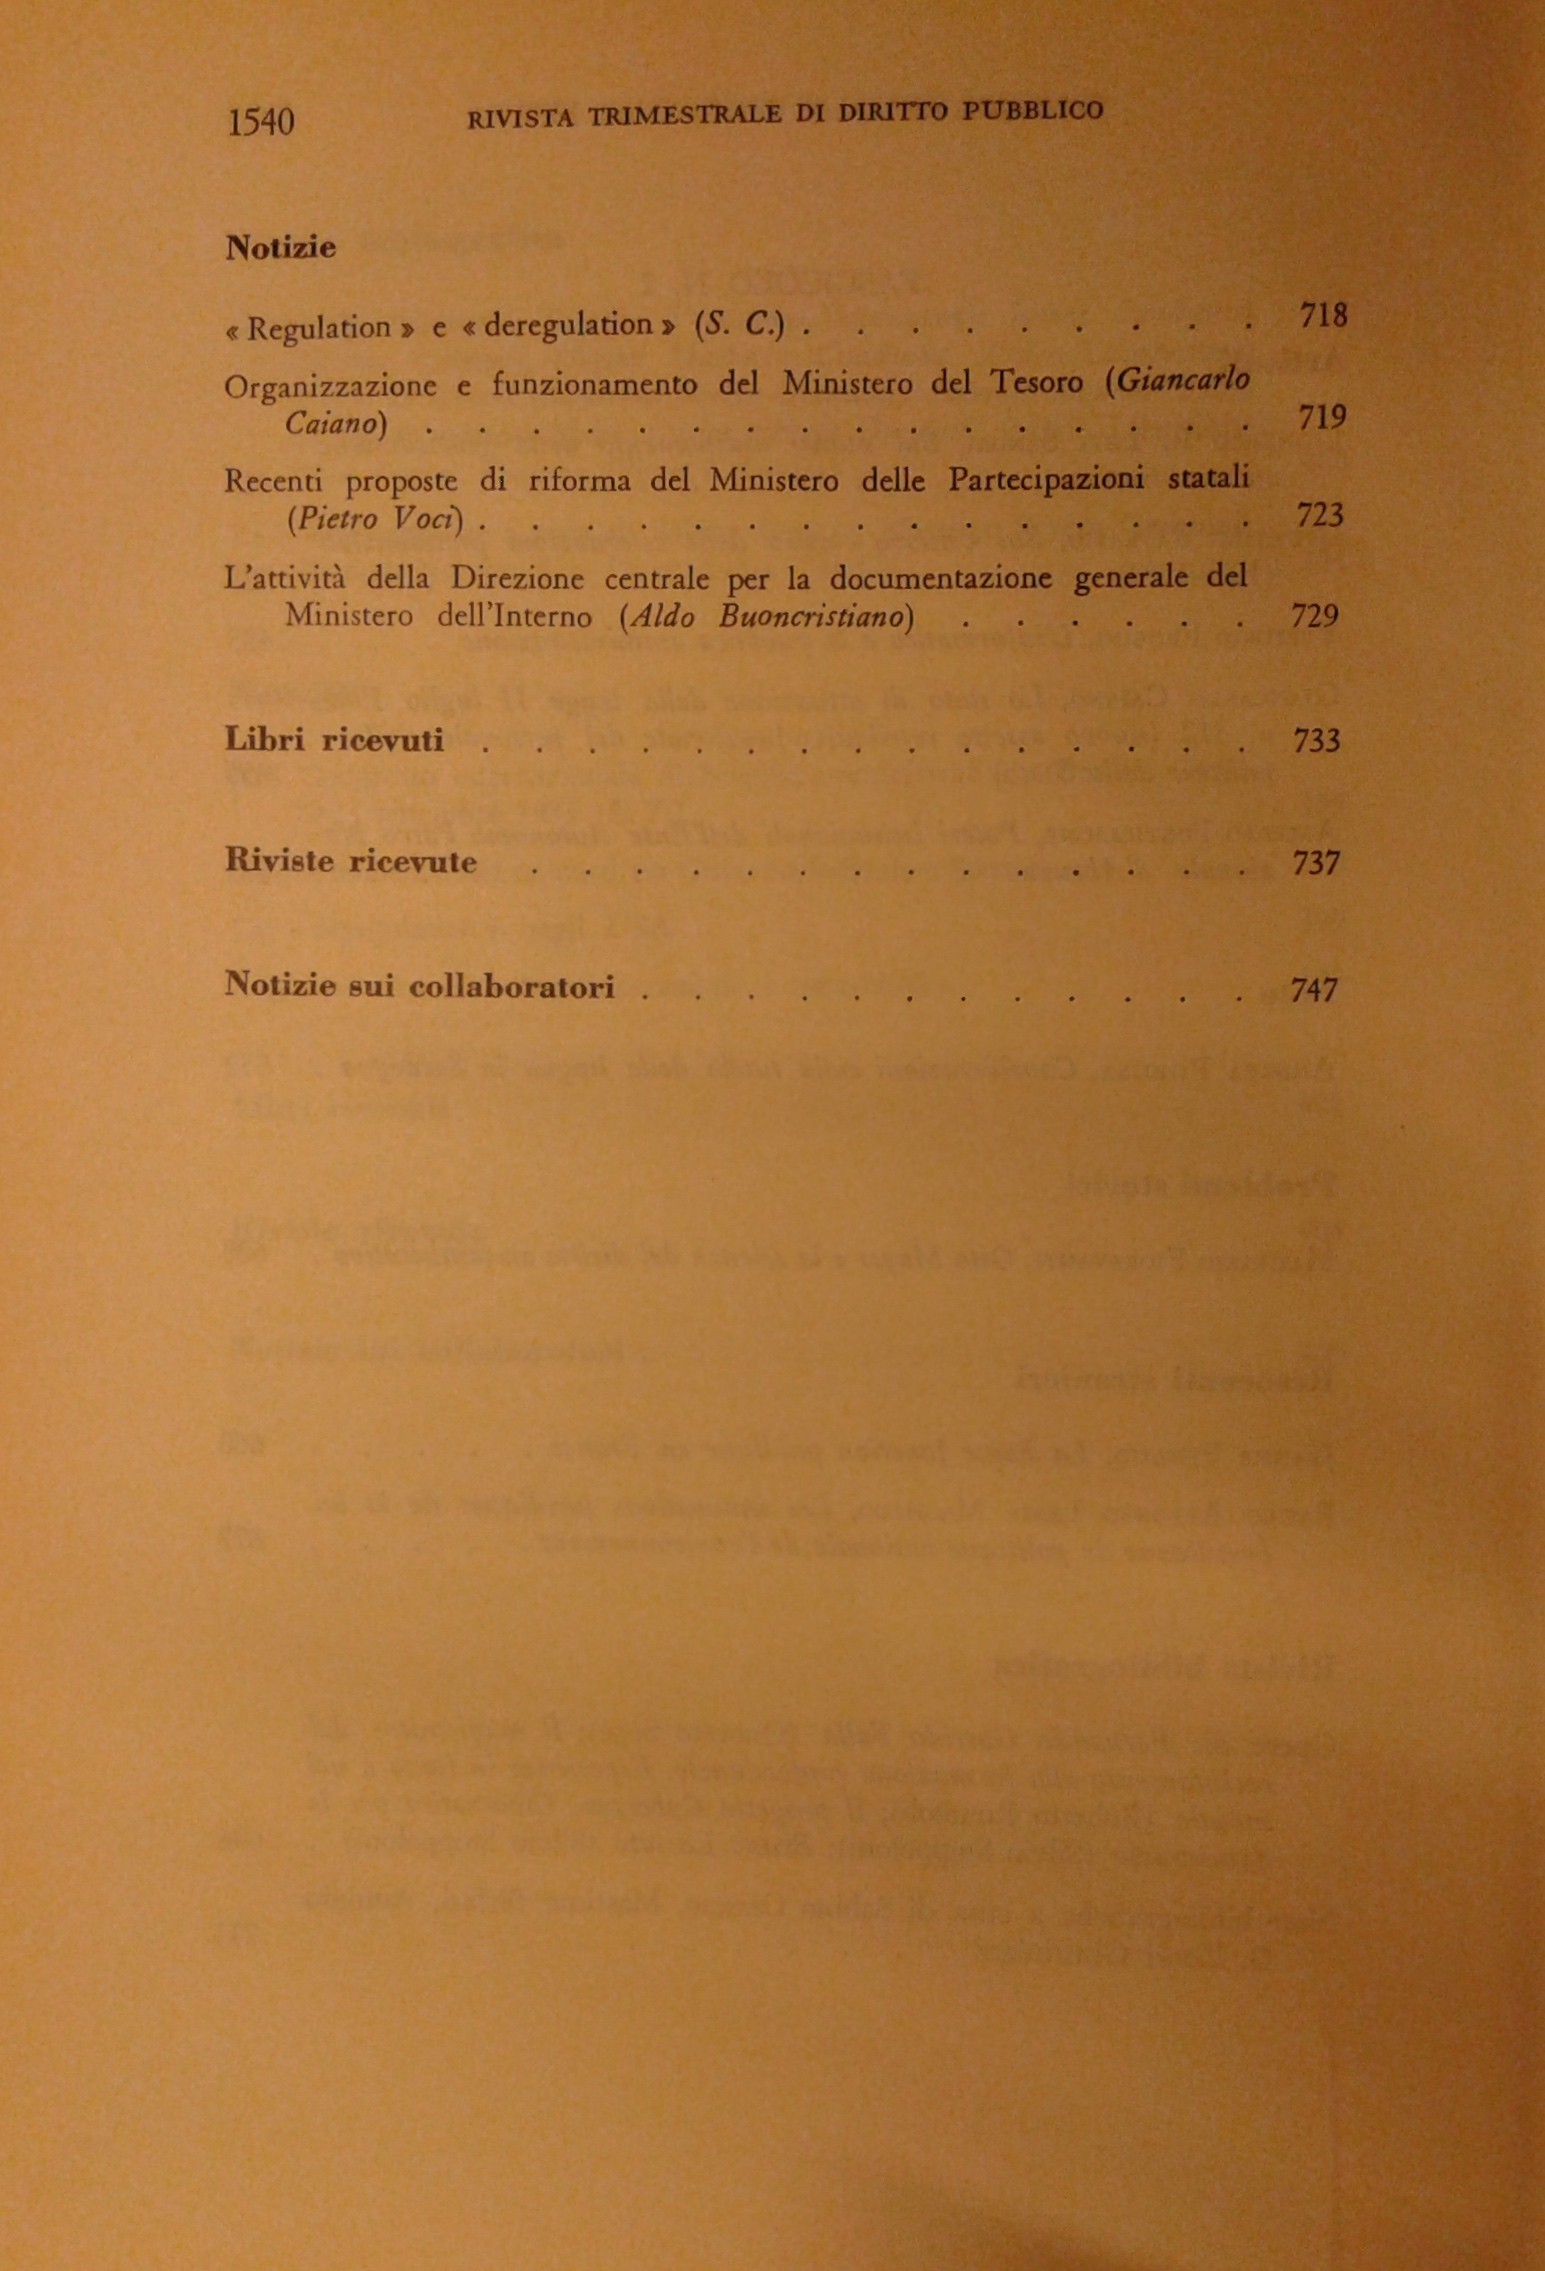 1540 RIVISTA TRIMESTRALE DI DIRITTO PUBBLICO
Notizie
« Regulation » e « deregulation » (S. C.) . . . . . . . . . 718
Organizzazione e funzionamento del Ministero del Tesoro (Giancarlo
Caiano) . . . . . . . . . . . . . . . . 719
Recenti proposte di riforma del Ministero delle Partecipazioni statali
(Pietro Voci) . . . . . . . . . . . . . . . 723
L'attività della Direzione centrale per la documentazione generale del
Ministero dell'Interno (Aldo Buoncristiano) . . . . . . 729
Libri ricevuti . . . . . . . . . . . . . . . 733
Riviste ricevute . . . . . . . . . . . . . . 737
Notizie sui collaboratori . . . . . . . . . . . . 747